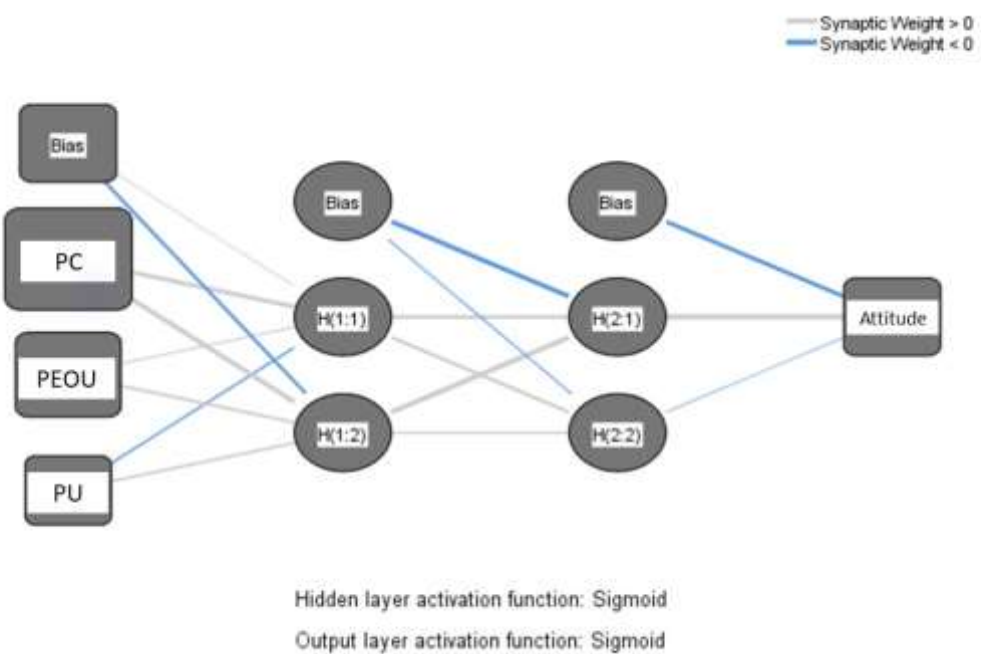 Synaptic Weight > 0
Synaptic Weight < 0
Bias
PC
PEOU
PU
Bias
H(1:1)
H(1:2)
Bias
H(2:1)
H(2:2)
Attitude
Hidden layer activation function: Sigmoid
Output layer activation function: Sigmoid